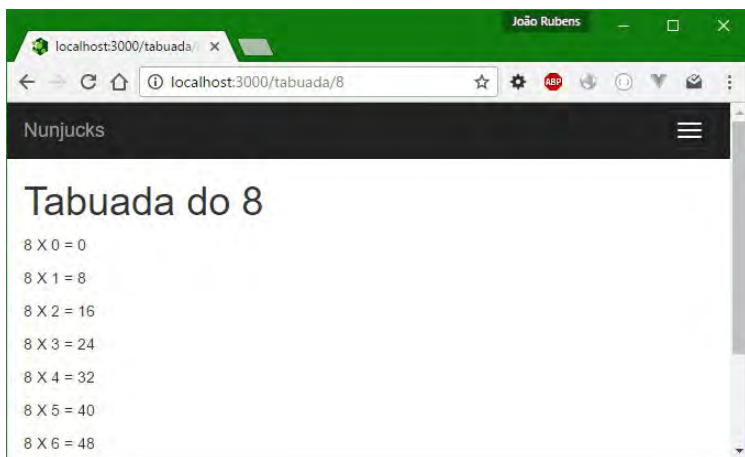 João Rubens
localhost:3000/tabuada/
localhost:3000/tabuada/8
ABP
Nunjucks
Tabuada do 8
8 X 0 = 0
8 X 1 = 8
8 X 2 = 16
8 X 3 = 24
8 X 4 = 32
8 X 5 = 40
8 X 6 = 48